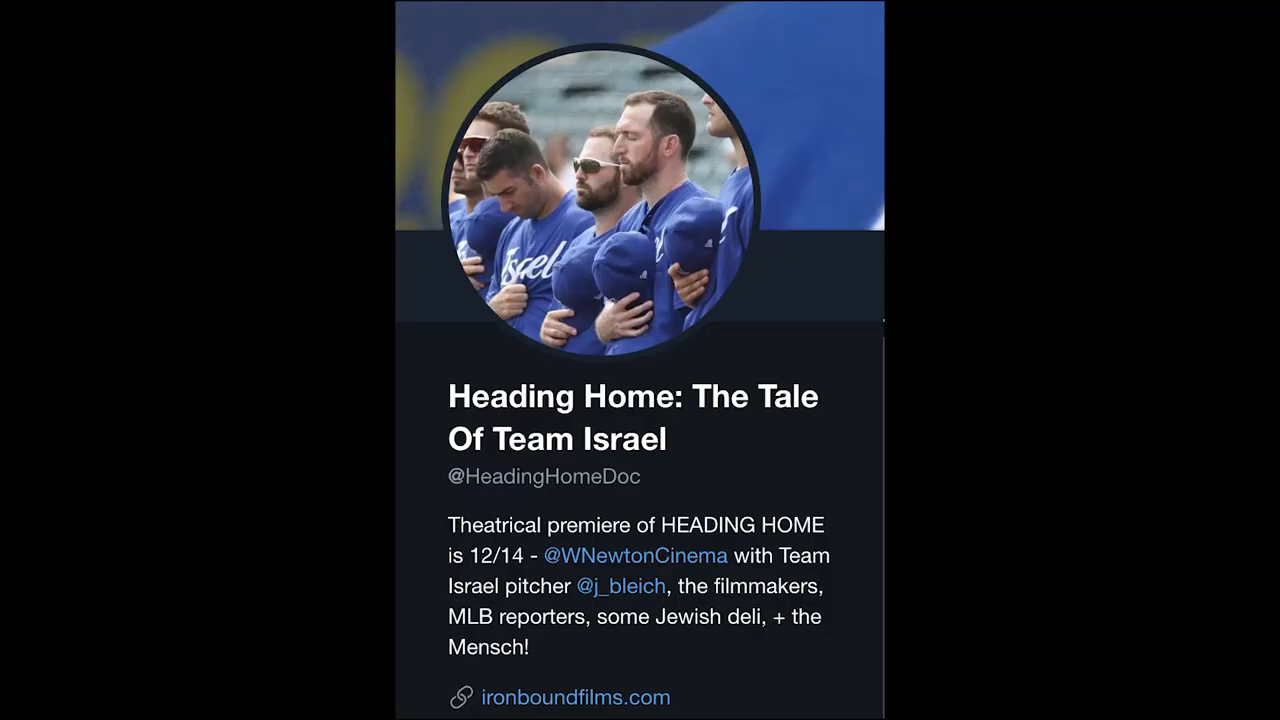 Israel
Heading Home: The Tale
Of Team Israel
@HeadingHomeDoc
Theatrical premiere of HEADING HOME
is 12/14 - @WNewtonCinema with Team
Israel pitcher @j_bleich, the filmmakers,
MLB reporters, some Jewish deli, + the
Mensch!
ironboundfilms.com